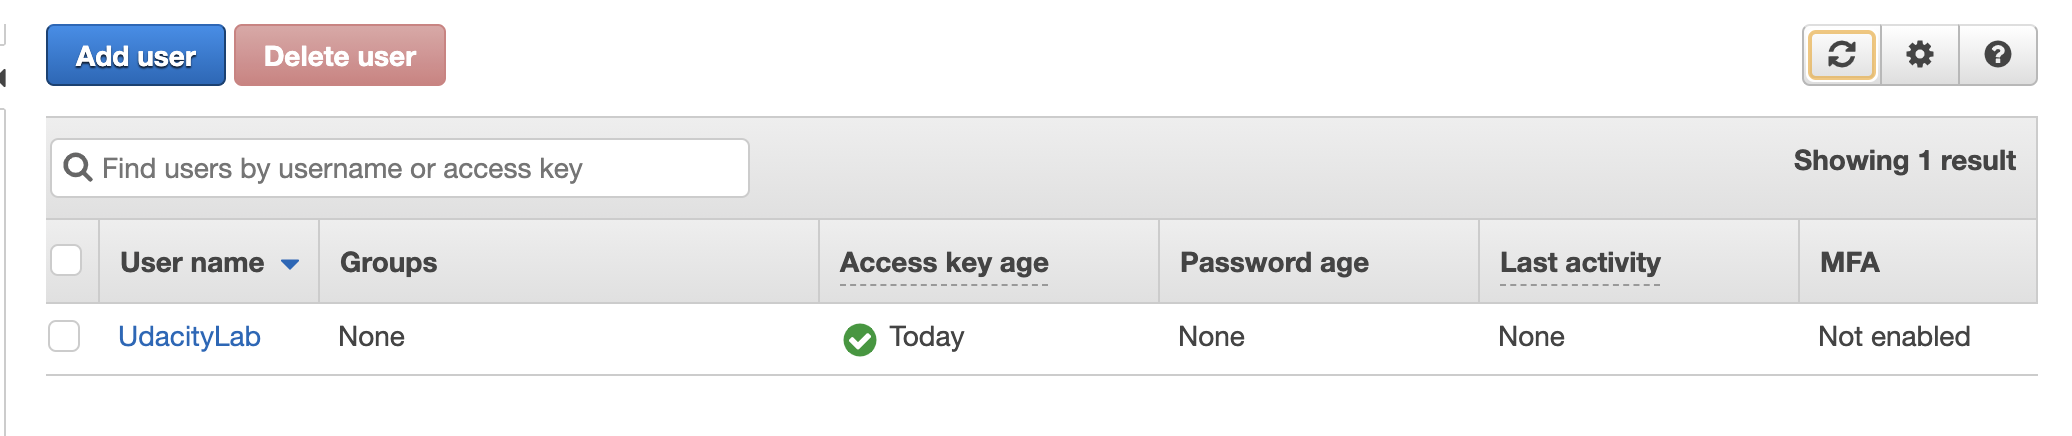 Add user Delete user
Find users by username or access key
Showing 1 result
User name Groups Access key age Password age Last activity MFA
UdacityLab None Today None None Not enabled